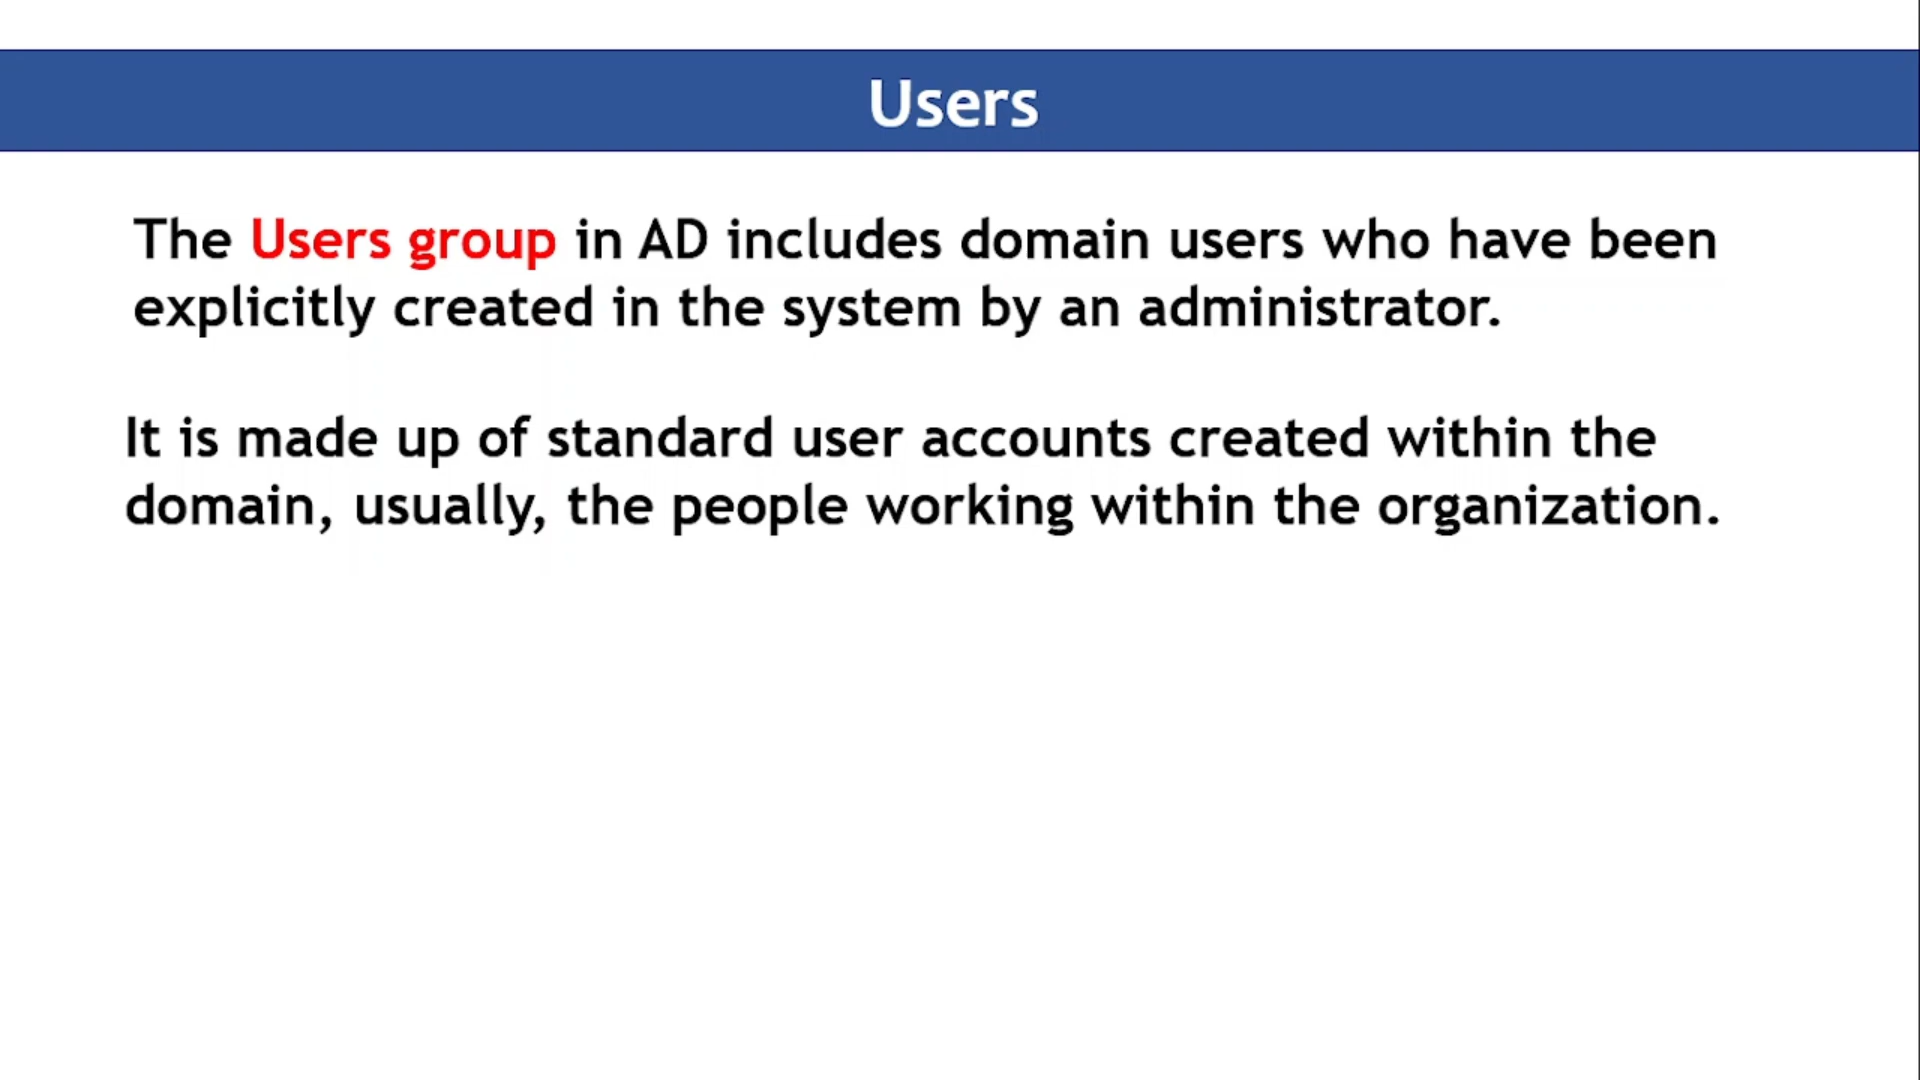 Users
The Users group in AD includes domain users who have been
explicitly created in the system by an administrator.
It is made up of standard user accounts created within the
domain, usually, the people working within the organization.